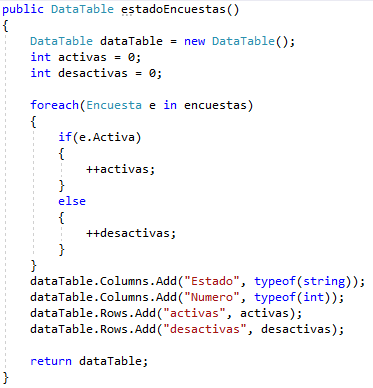 public DataTable estadoEncuestas()
{
    DataTable dataTable = new DataTable();
    int activas = 0;
    int desactivas = 0;

    foreach(Encuesta e in encuestas)
    {
        if(e.Activa)
        {
            ++activas;
        }
        else
        {
            ++desactivas;
        }
    }
    dataTable.Columns.Add("Estado", typeof(string));
    dataTable.Columns.Add("Numero", typeof(int));
    dataTable.Rows.Add("activas", activas);
    dataTable.Rows.Add("desactivas", desactivas);

    return dataTable;
}